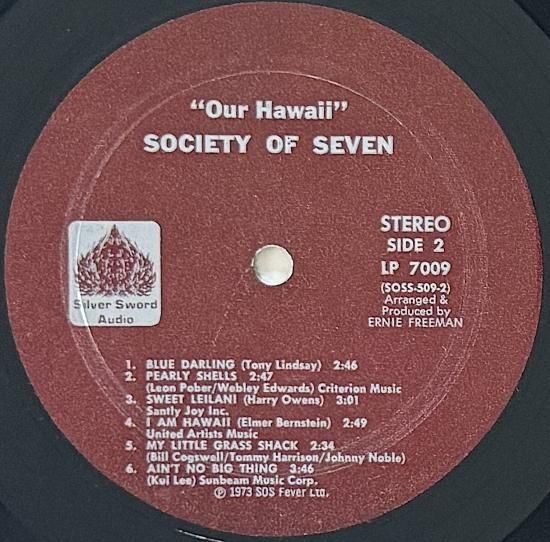 "Our Hawaii"
SOCIETY OF SEVEN
STEREO
SIDE 2
LP 7009
(SOSS-509-2)
Arranged &
Produced by
ERNIE FREEMAN
Silver Sword
Audio
1. BLUE DARLING (Tony Lindsay) 2:46
2. PEARLY SHELLS 2:47
(Leon Pober/Webley Edwards) Criterion Music
3. SWEET LEILANI (Harry Owens) 3:01
Santly Joy Inc.
4. I AM HAWAII (Elmer Bernstein) 2:49
United Artists Music
5. MY LITTLE GRASS SHACK 2:34
(Bill Cogswell/Tommy Harrison/Johnny Noble)
6. AIN'T NO BIG THING 3:46
(Kui Lee) Sunbeam Music Corp.
℗ 1973 SOS Fever Ltd.